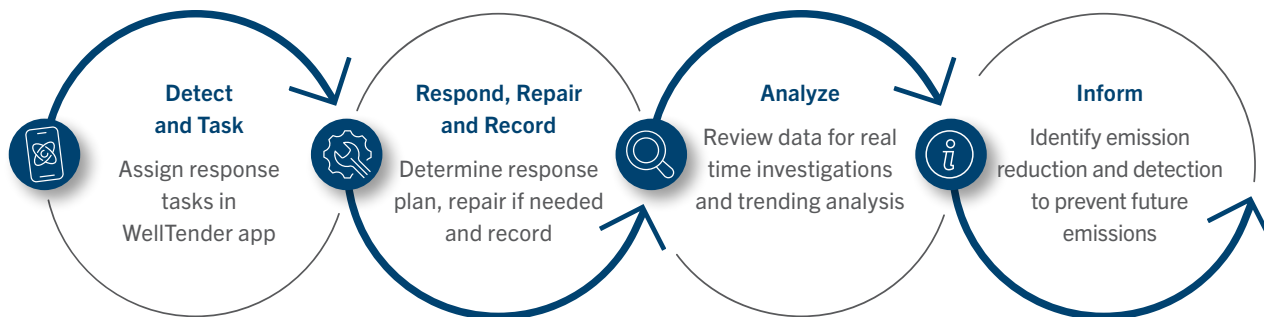 Detect
and Task
Assign response
tasks in
WellTender app
Respond, Repair
and Record
Determine response
plan, repair if needed
and record
Analyze
Review data for real
time investigations
and trending analysis
Inform
Identify emission
reduction and detection
to prevent future
emissions